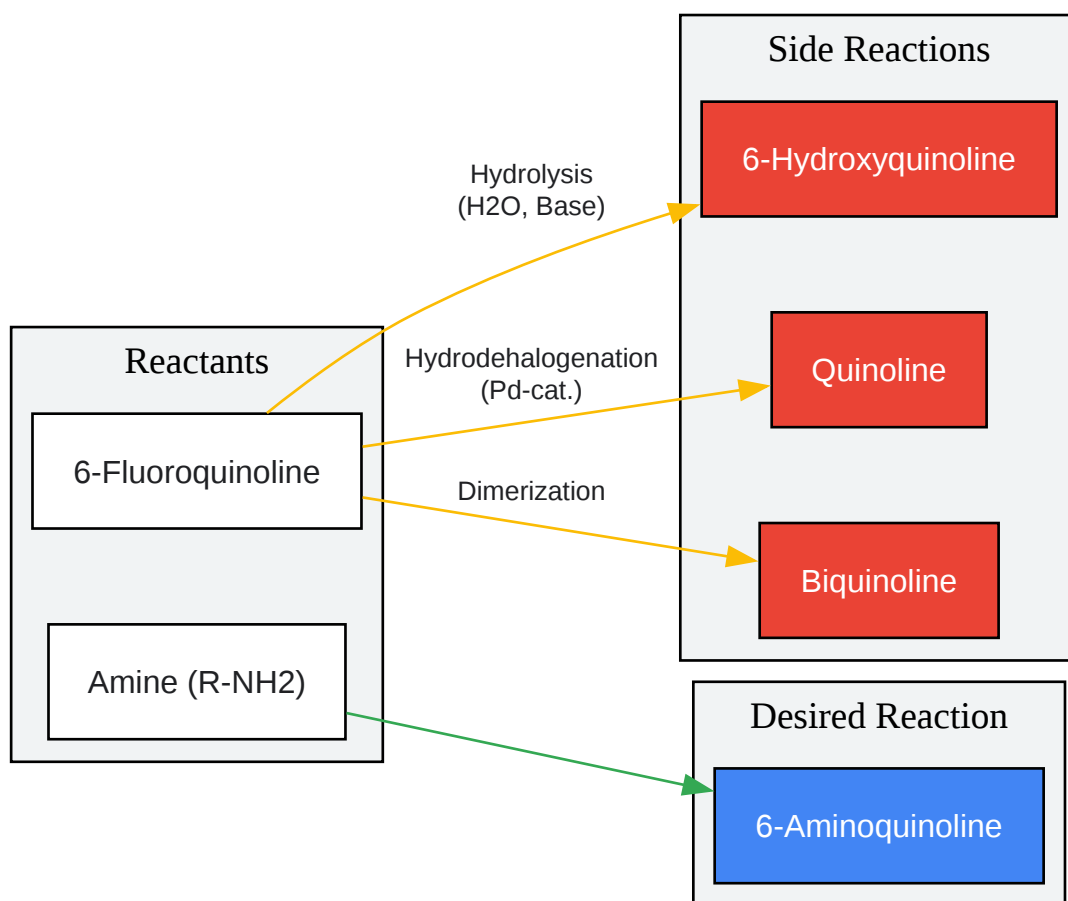 Side Reactions
6-Hydroxyquinoline
Hydrolysis
(H2O, Base)
Reactants
Hydrodehalogenation
(Pd-cat.)
Quinoline
6-Fluoroquinoline
Dimerization
Biquinoline
Amine (R-NH2)
Desired Reaction
6-Aminoquinoline